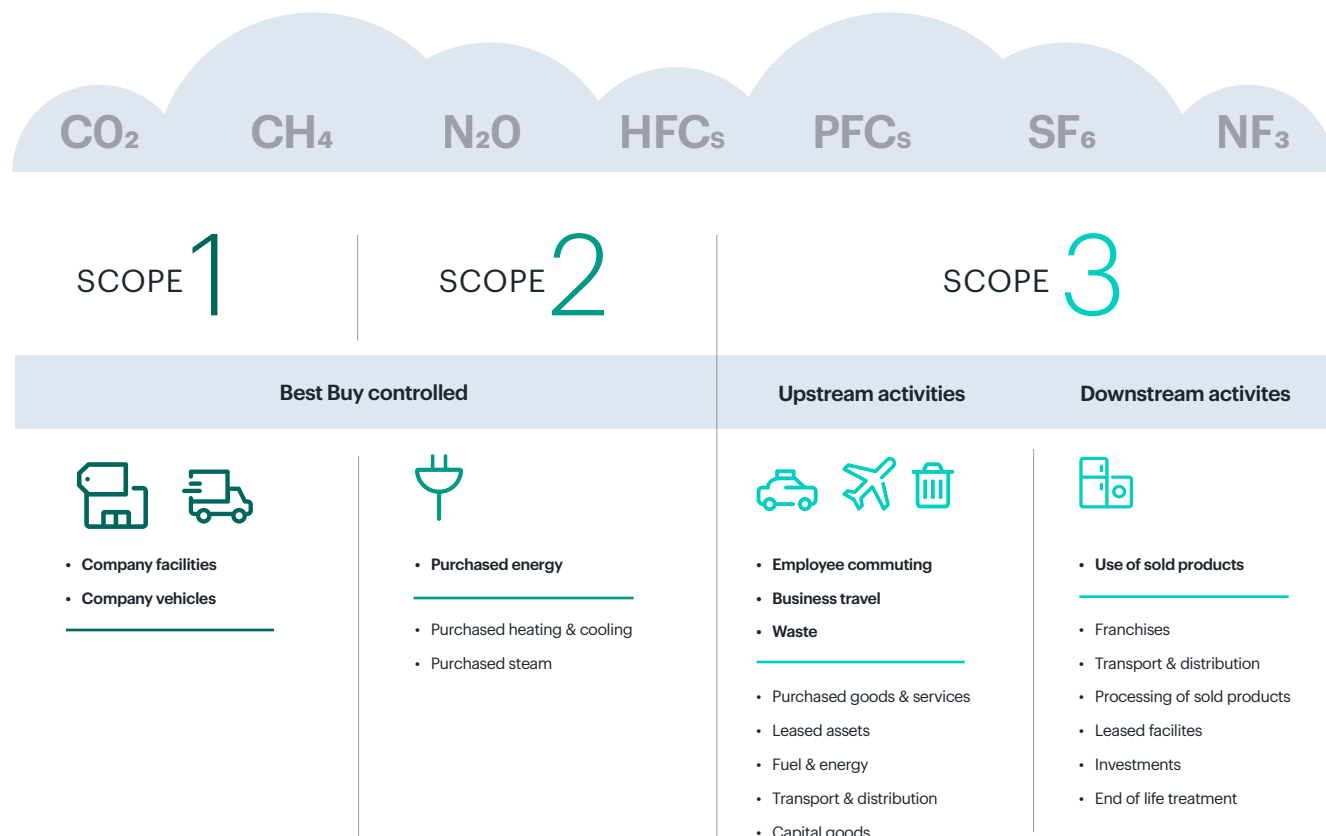 CO₂ CH₄ N₂O HFCs PFCs SF₆ NF₃
SCOPE 1
SCOPE 2
SCOPE 3
Best Buy controlled
Upstream activities
Downstream activites
• Company facilities
• Company vehicles
• Purchased energy
• Purchased heating & cooling
• Purchased steam
• Employee commuting
• Business travel
• Waste
• Purchased goods & services
• Leased assets
• Fuel & energy
• Transport & distribution
• Capital goods
• Use of sold products
• Franchises
• Transport & distribution
• Processing of sold products
• Leased facilites
• Investments
• End of life treatment